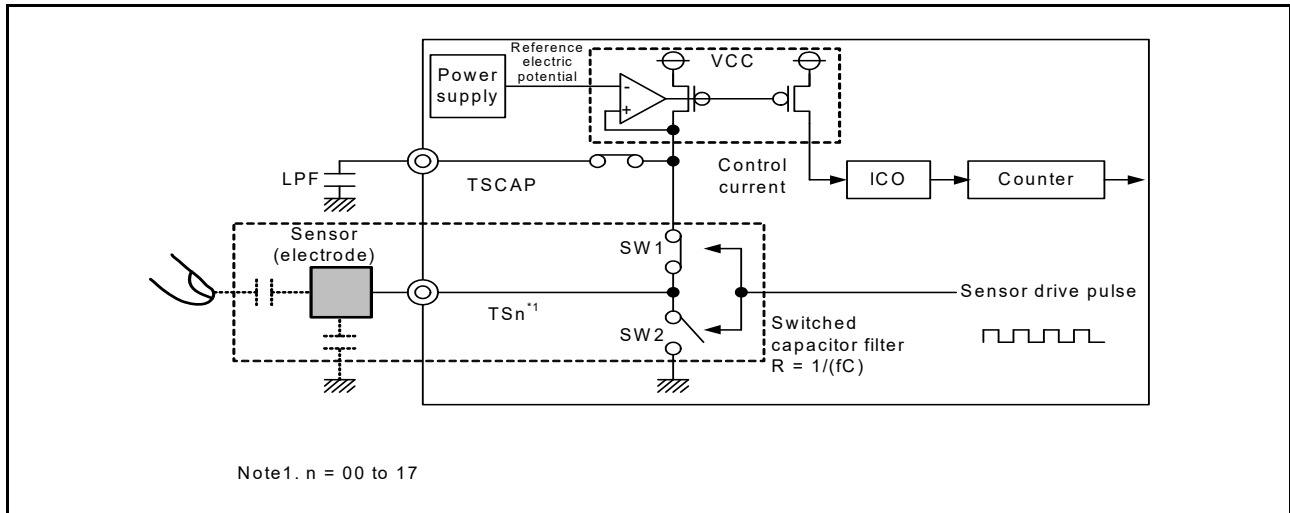 Reference
electric
potential
VCC
Power
supply
-
+
LPF
TSCAP
Control
current
ICO
Counter
Sensor
(electrode)
SW1
TSn*1
Sensor drive pulse
SW2
Switched
capacitor filter
R = 1/(fC)
Note1. n = 00 to 17